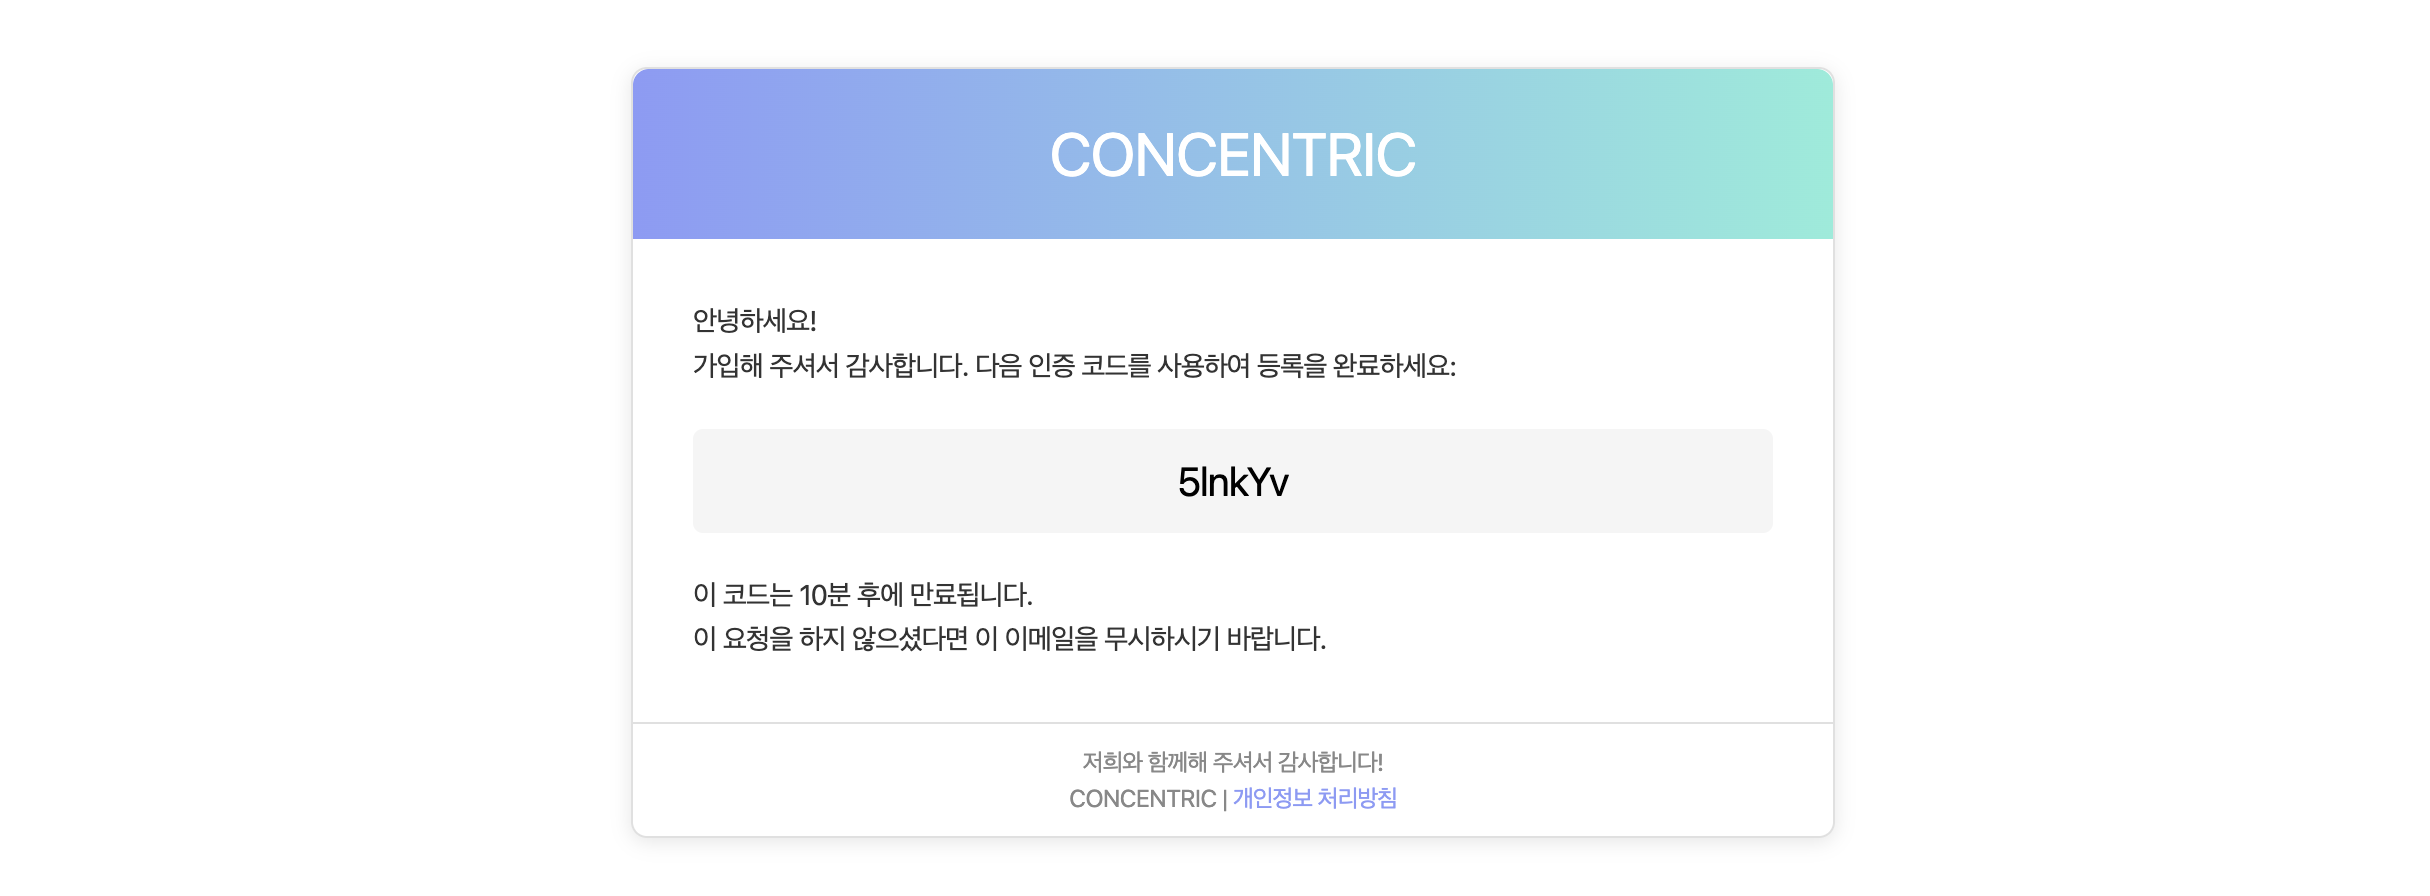 CONCENTRIC
안녕하세요!
가입해 주셔서 감사합니다. 다음 인증 코드를 사용하여 등록을 완료하세요:
5lnkYv
이 코드는 10분 후에 만료됩니다.
이 요청을 하지 않으셨다면 이 이메일을 무시하시기 바랍니다.
저희와 함께해 주셔서 감사합니다!
CONCENTRIC | 개인정보 처리방침